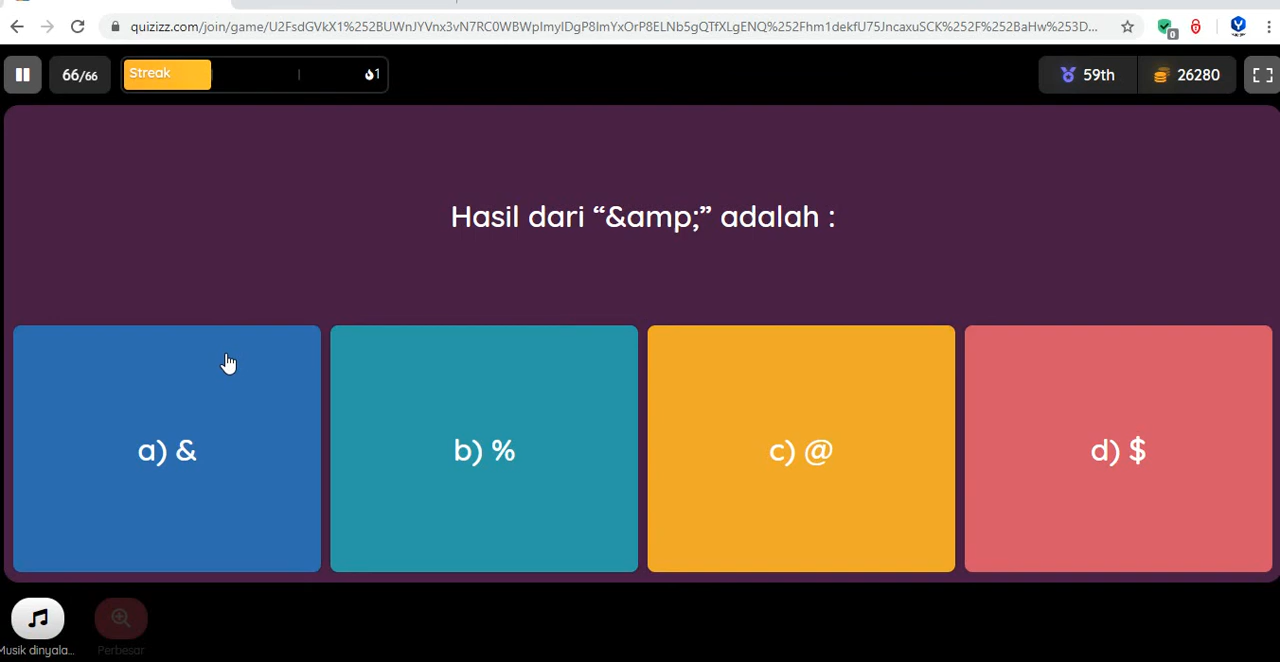 quizizz.com/join/game/U2FsdGVkX1%252BUWnJYVnx3vN7RC0WBWpImyIDgP8ImYxOrP8ELNb5gQTfXLgENQ%252Fhm1dekfU75JncaxuSCK%252F%252BaHw%253D...
0
66/66
Streak
1
59th
26280
Hasil dari “&amp;” adalah :
a) &
b) %
c) @
d) $
Musik dinyala...
Perbesar